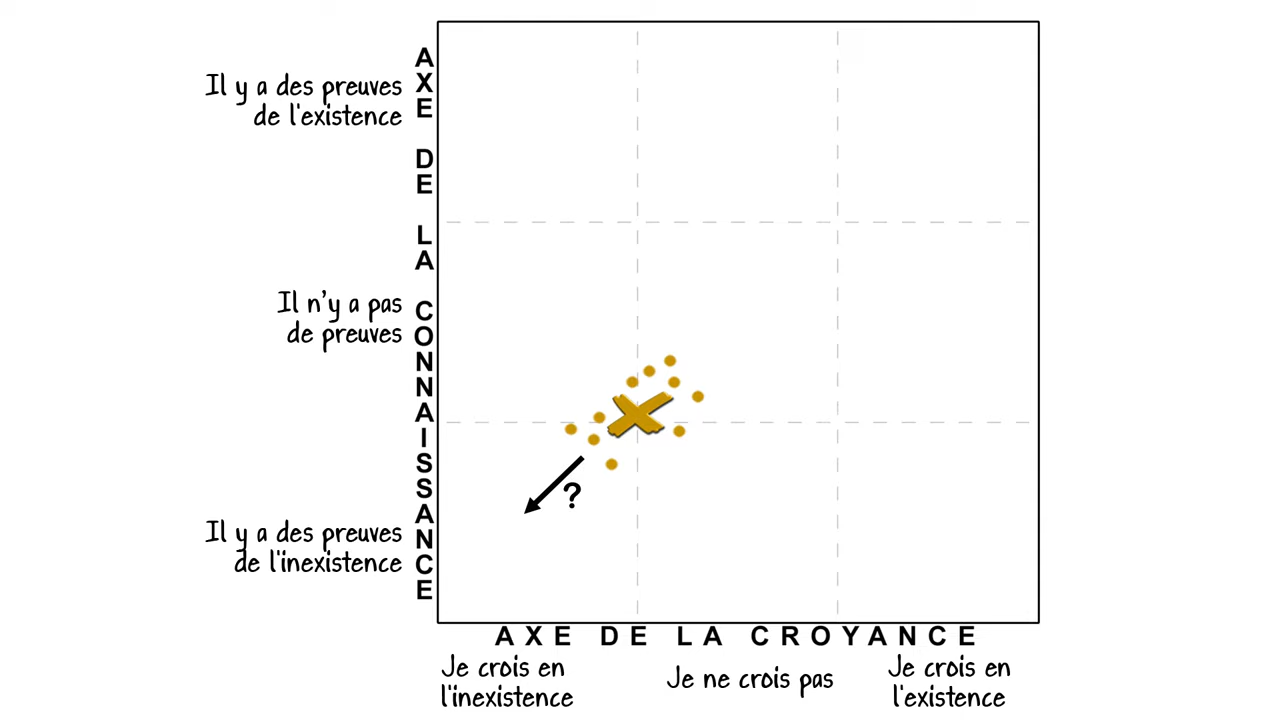 AXE DE LA CONNAISSANCE
Il y a des preuves
de l'existence
Il n'y a pas
de preuves
Il y a des preuves
de l'inexistence
?
AXE DE LA CROYANCE
Je crois en
l'inexistence
Je ne crois pas
Je crois en
l'existence